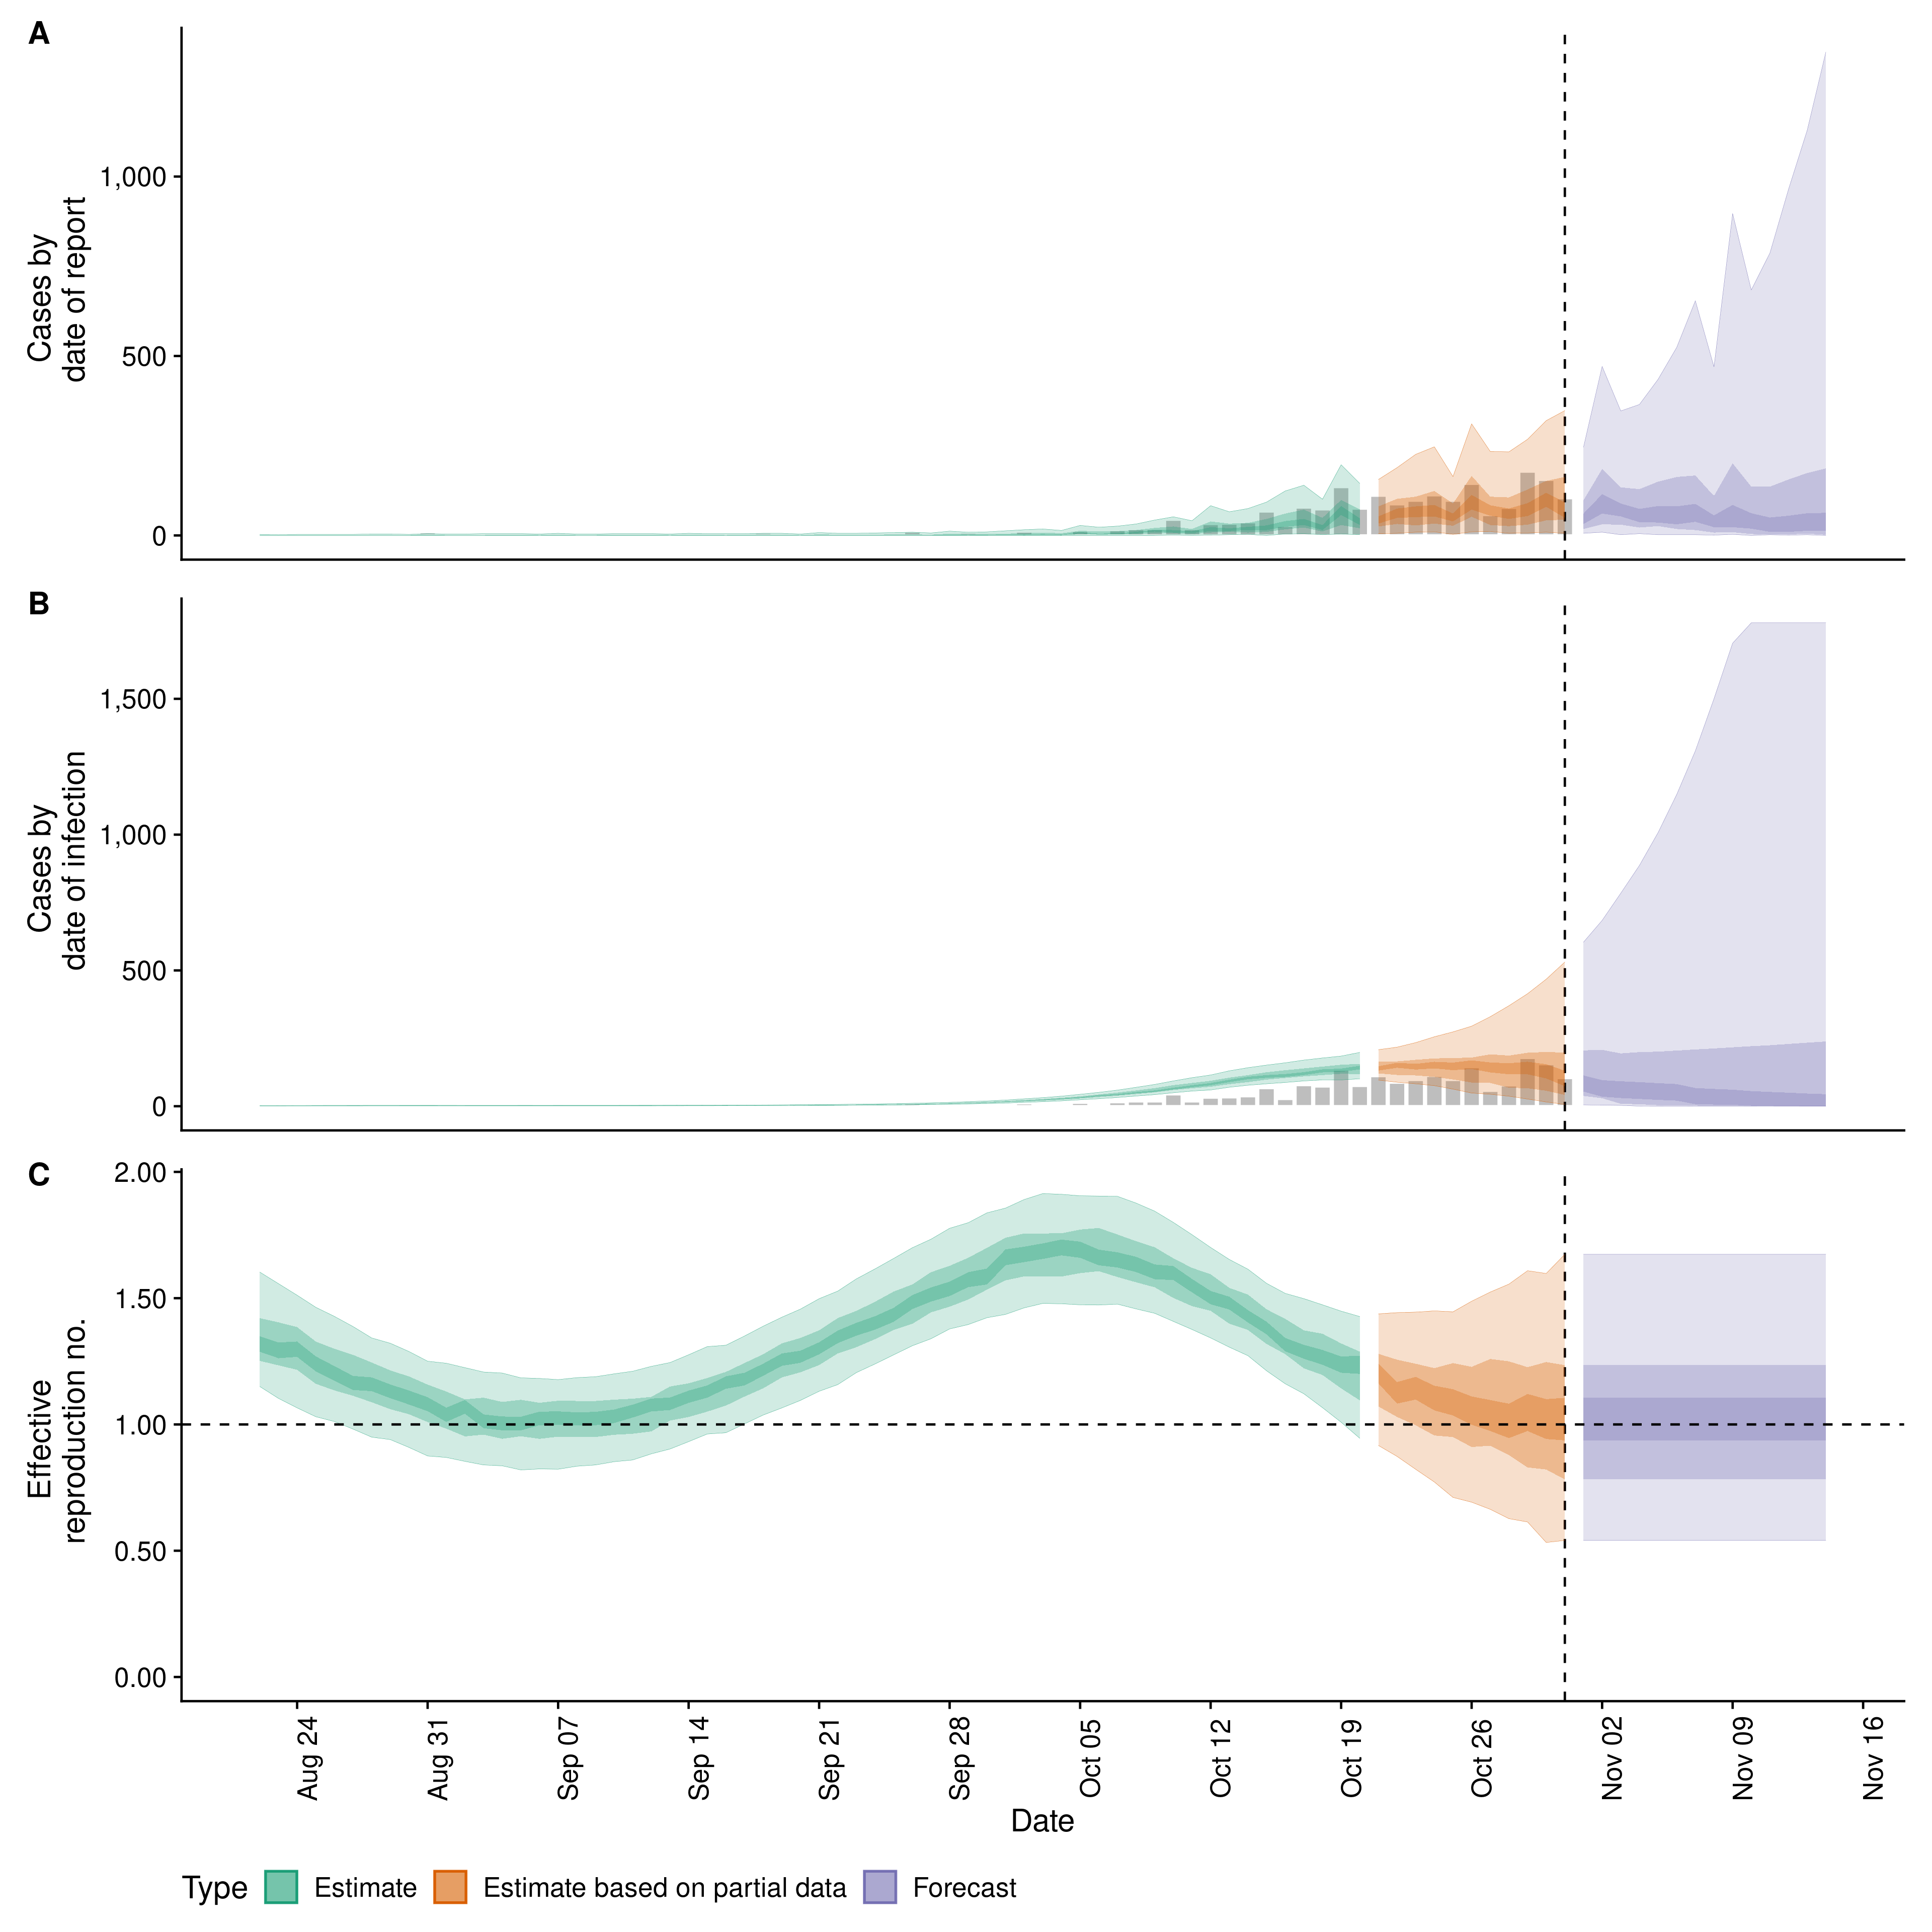 A
Cases by
date of report
1,000
500
0
B
Cases by
date of infection
1,500
1,000
500
0
C
Effective
reproduction no.
2.00
1.50
1.00
0.50
0.00
Aug 24
Aug 31
Sep 07
Sep 14
Sep 21
Sep 28
Oct 05
Oct 12
Oct 19
Oct 26
Nov 02
Nov 09
Nov 16
Date
Type Estimate Estimate based on partial data Forecast